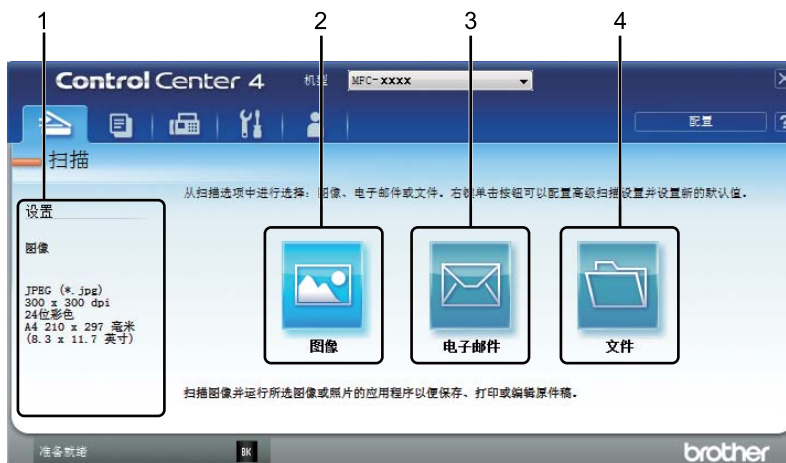 1 2 3 4
Control Center 4 机型 MFC-xxxx
配置 ?
扫描
从扫描选项中进行选择: 图像、电子邮件或文件。右键单击按钮可以配置高级扫描设置并设置新的默认值。
设置
图像
JPEG (*.jpg)
300 x 300 dpi
24位彩色
A4 210 x 297 毫米
(8.3 x 11.7 英寸)
图像 电子邮件 文件
扫描图像并运行所选图像或照片的应用程序以便保存、打印或编辑原件稿。
准备就绪 BK brother